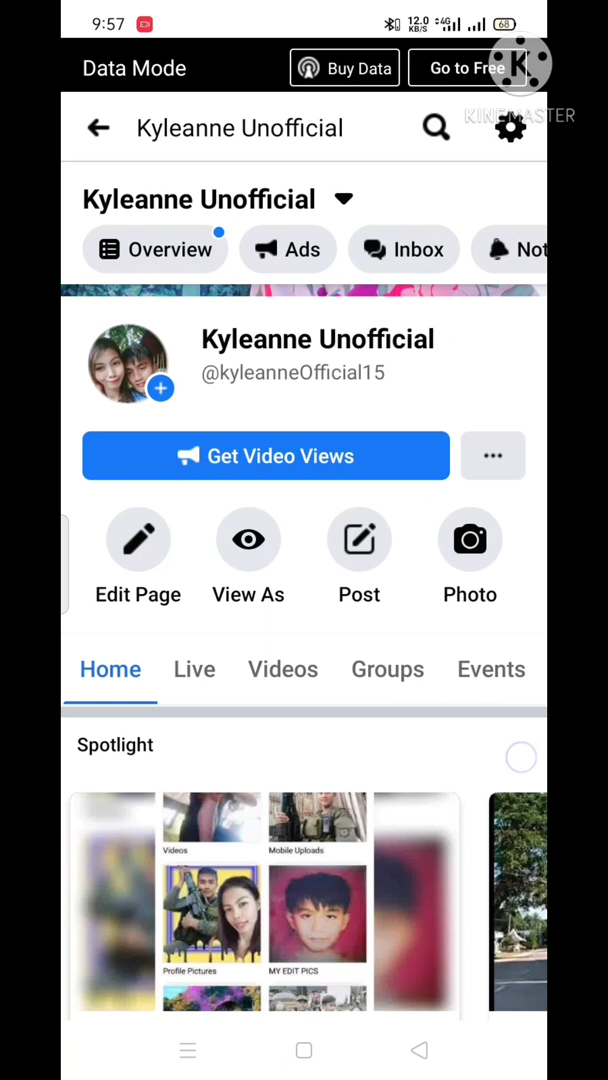 9:57 12.0 KB/S 4G 68
Data Mode Buy Data Go to Free
K
KINEMASTER
Kyleanne Unofficial
Kyleanne Unofficial
Overview Ads Inbox Not
Kyleanne Unofficial
@kyleanneOfficial15
Get Video Views
Edit Page View As Post Photo
Home Live Videos Groups Events
Spotlight
Videos Mobile Uploads
Profile Pictures MY EDIT PICS